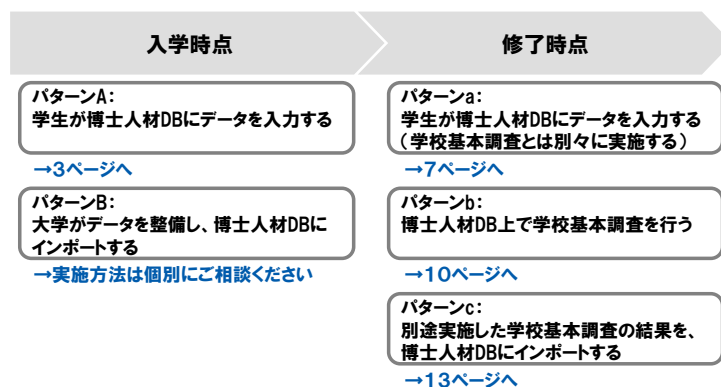 入学時点
修了時点
パターンA：
学生が博士人材DBにデータを入力する
→3ページへ
パターンB：
大学がデータを整備し、博士人材DBに
インポートする
→実施方法は個別にご相談ください
パターンa：
学生が博士人材DBにデータを入力する
（学校基本調査とは別々に実施する）
→7ページへ
パターンb：
博士人材DB上で学校基本調査を行う
→10ページへ
パターンc：
別途実施した学校基本調査の結果を、
博士人材DBにインポートする
→13ページへ